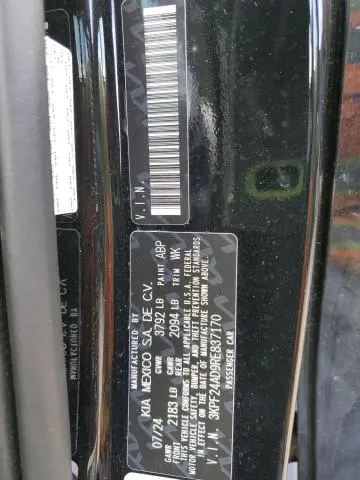 V.I.N.
KIA MEXICO S.A. DE C.V.
07/24 GVWR 3792 LB PAINT ABP
GAWR FRONT 2183 LB GAWR REAR 2094 LB TRIM WK
THIS VEHICLE CONFORMS TO ALL APPLICABLE U.S.A. FEDERAL
MOTOR VEHICLE SAFETY, BUMPER, AND THEFT PREVENTION STANDARDS
IN EFFECT ON THE DATE OF MANUFACTURE SHOWN ABOVE.
V.I.N. 3KPF24AD9RE837170
PASSENGER CAR